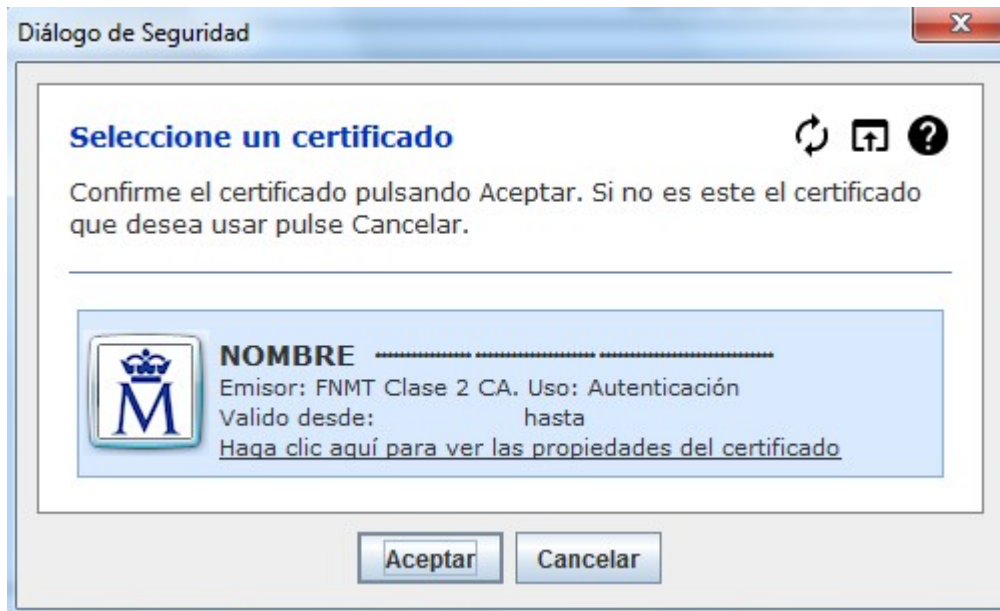 Diálogo de Seguridad
Seleccione un certificado
Confirme el certificado pulsando Aceptar. Si no es este el certificado
que desea usar pulse Cancelar.
NOMBRE
Emisor: FNMT Clase 2 CA. Uso: Autenticación
Valido desde: hasta
Haga clic aquí para ver las propiedades del certificado
Aceptar Cancelar